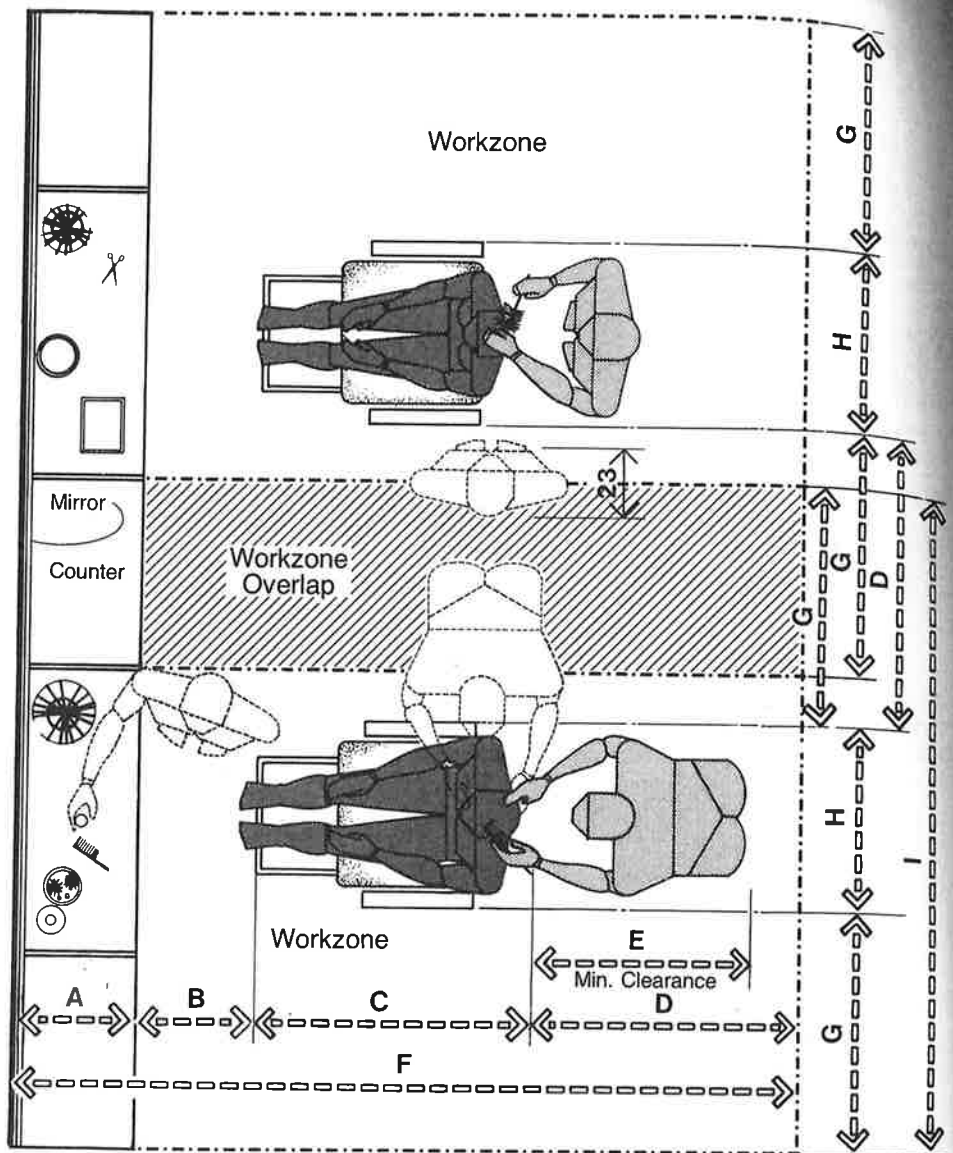 Workzone
G
H
23
Mirror
Counter
Workzone
Overlap
G
G
D
H
I
Workzone
E
Min. Clearance
A
B
C
D
G
F